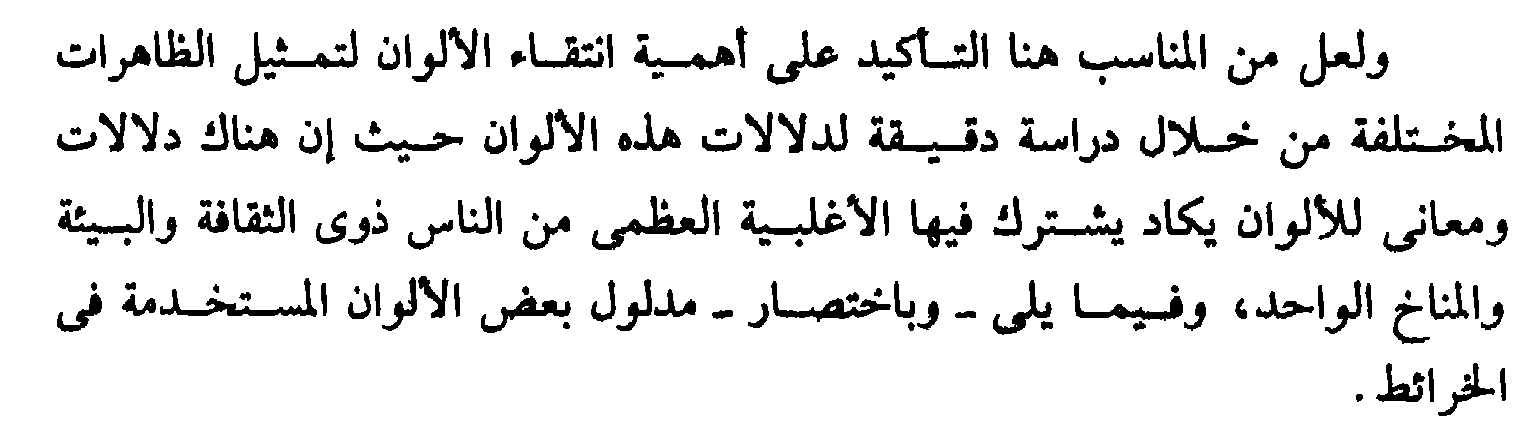 ولعل من المناسب هنا التأكيد على أهمية انتقاء الألوان لتمثيل الظاهرات
المختلفة من خلال دراسة دقيقة لدلالات هذه الألوان حيث إن هناك دلالات
ومعانى للألوان يكاد يشترك فيها الأغلبية العظمى من الناس ذوى الثقافة والبيئة
والمناخ الواحد، وفيما يلى - وباختصار - مدلول بعض الألوان المستخدمة فى
الخرائط.